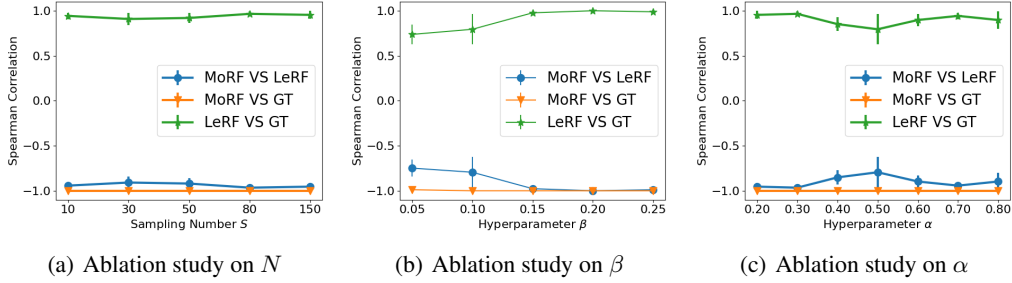 1.0
0.5
0.0
−0.5
−1.0
Spearman Correlation
MoRF VS LeRF
MoRF VS GT
LeRF VS GT
10 30 50 80 150
Sampling Number S
(a) Ablation study on N
1.0
0.5
0.0
−0.5
−1.0
Spearman Correlation
MoRF VS LeRF
MoRF VS GT
LeRF VS GT
0.05 0.10 0.15 0.20 0.25
Hyperparameter β
(b) Ablation study on β
1.0
0.5
0.0
−0.5
−1.0
Spearman Correlation
MoRF VS LeRF
MoRF VS GT
LeRF VS GT
0.20 0.30 0.40 0.50 0.60 0.70 0.80
Hyperparameter α
(c) Ablation study on α